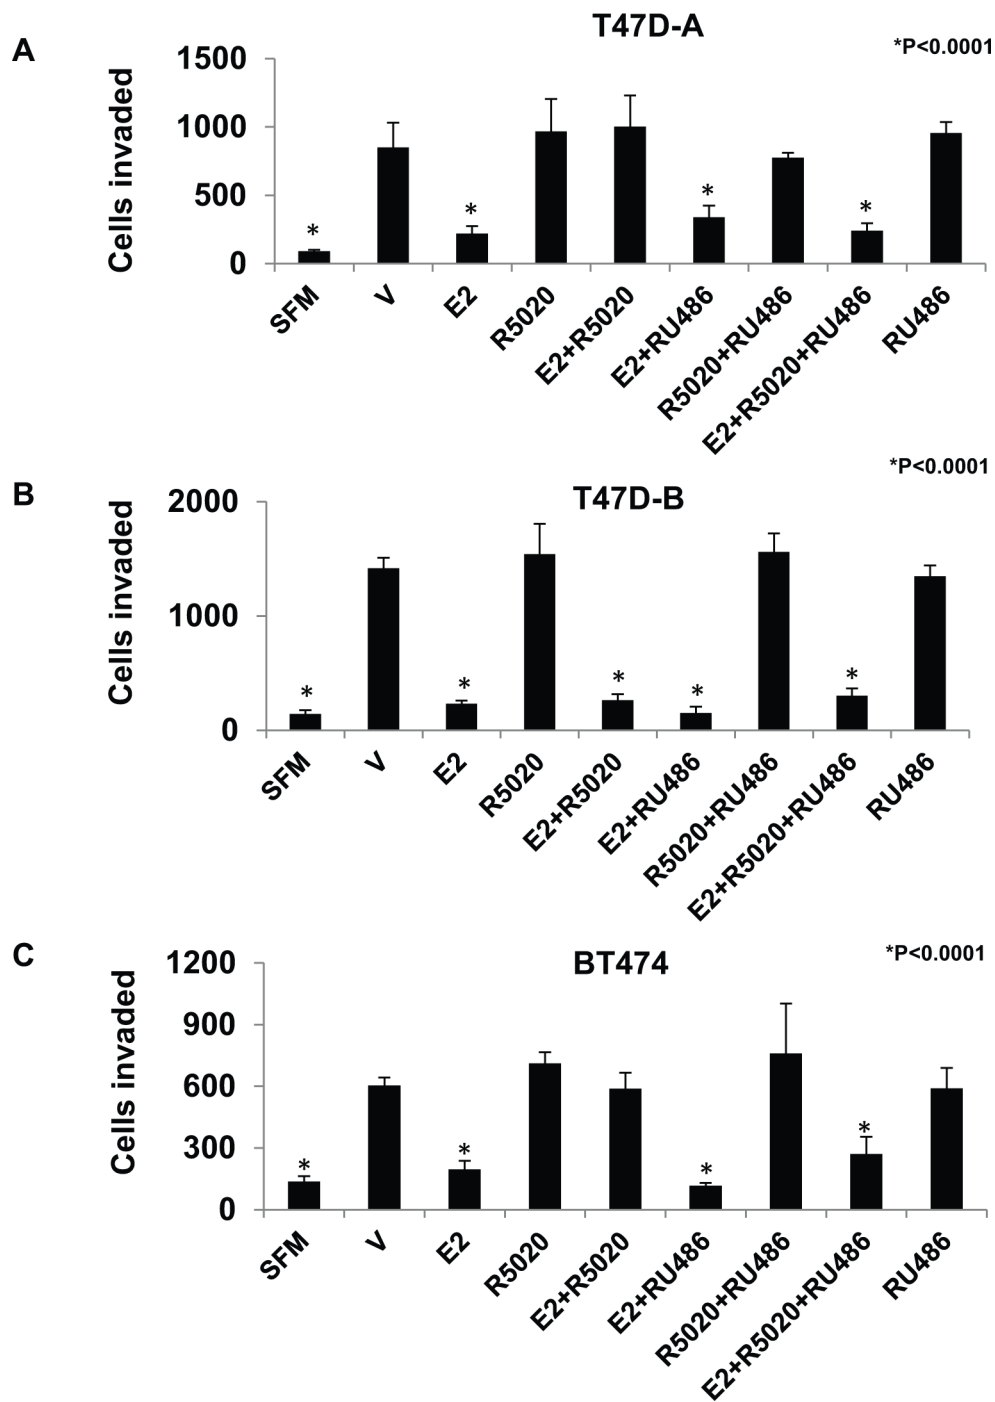 T47D-A
A
*P<0.0001
1500
1000
500
0
Cells invaded
*
*
*
*
SFM
V
E2
R5020
E2+R5020
E2+RU486
R5020+RU486
E2+R5020+RU486
RU486
*P<0.0001
B
T47D-B
2000
1000
0
Cells invaded
*
*
*
*
*
SFM
V
E2
R5020
E2+R5020
E2+RU486
R5020+RU486
E2+R5020+RU486
RU486
C
BT474
*P<0.0001
1200
900
600
300
0
Cells invaded
*
*
*
*
SFM
V
E2
R5020
E2+R5020
E2+RU486
R5020+RU486
E2+R5020+RU486
RU486